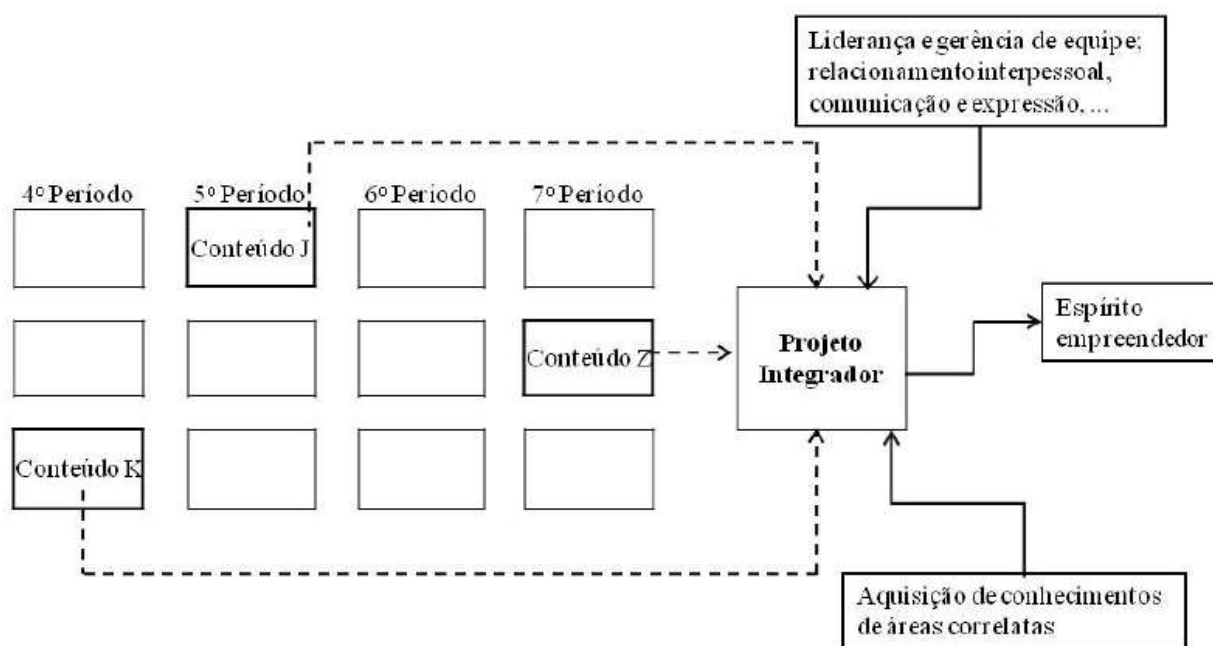 Liderança e gerência de equipe;
relacionamento interpessoal,
comunicação e expressão, ...
4º Período
5º Período
6º Período
7º Período
Conteúdo J
Conteúdo Z
Conteúdo K
Projeto
Integrador
Espírito
empreendedor
Aquisição de conhecimentos
de áreas correlatas